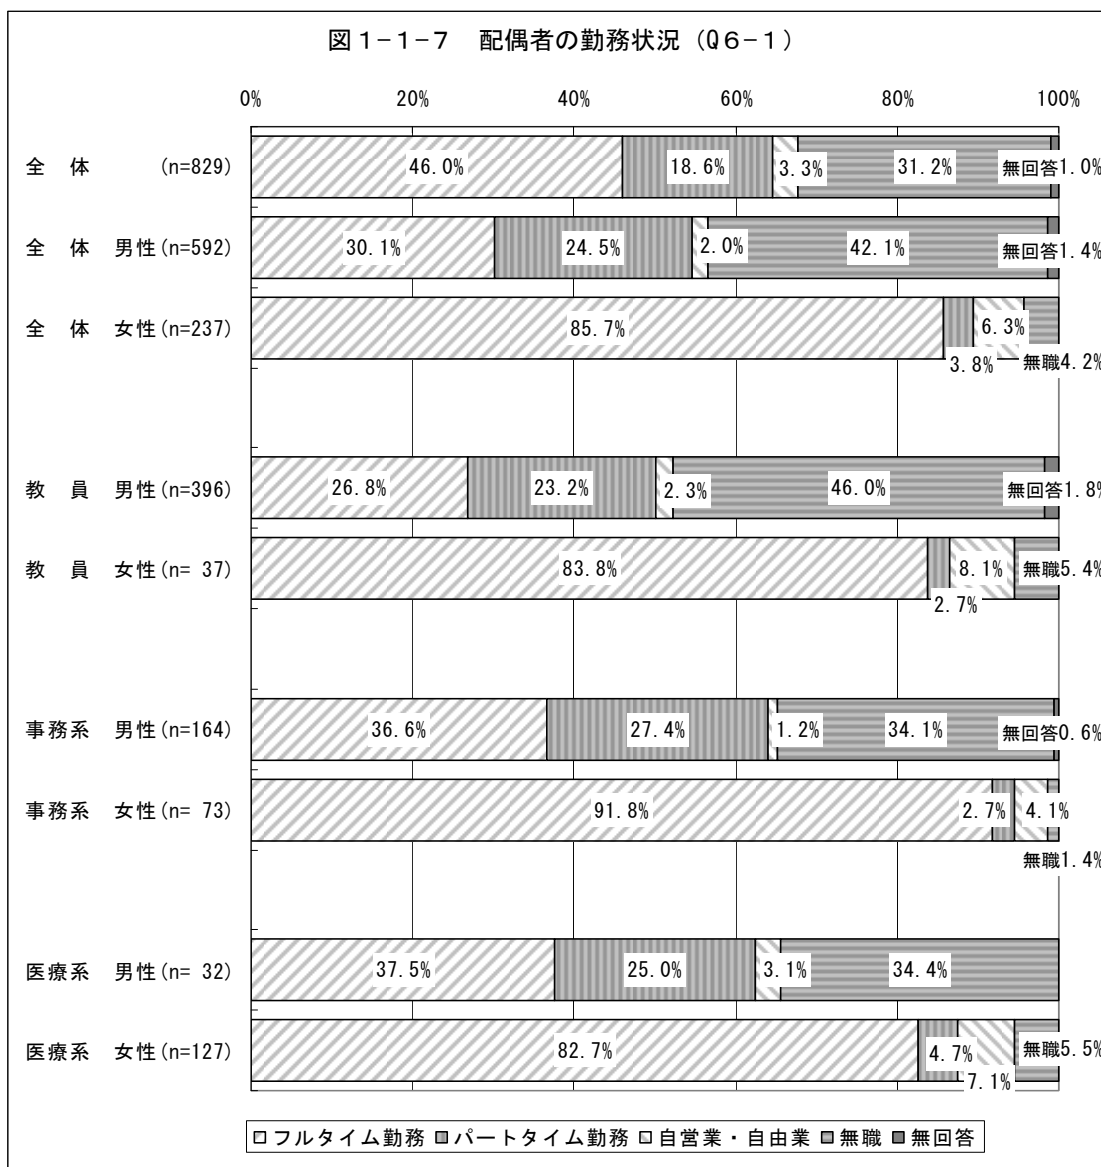 図1-1-7　配偶者の勤務状況（Q6-1）
0% 20% 40% 60% 80% 100%
全　体　　　(n=829) 46.0% 18.6% 3.3% 31.2% 無回答1.0%
全　体　男性(n=592) 30.1% 24.5% 2.0% 42.1% 無回答1.4%
全　体　女性(n=237) 85.7% 3.8% 6.3% 無職4.2%
教　員　男性(n=396) 26.8% 23.2% 2.3% 46.0% 無回答1.8%
教　員　女性(n= 37) 83.8% 2.7% 8.1% 無職5.4%
事務系　男性(n=164) 36.6% 27.4% 1.2% 34.1% 無回答0.6%
事務系　女性(n= 73) 91.8% 2.7% 4.1% 無職1.4%
医療系　男性(n= 32) 37.5% 25.0% 3.1% 34.4%
医療系　女性(n=127) 82.7% 4.7% 7.1% 無職5.5%
フルタイム勤務 パートタイム勤務 自営業・自由業 無職 無回答